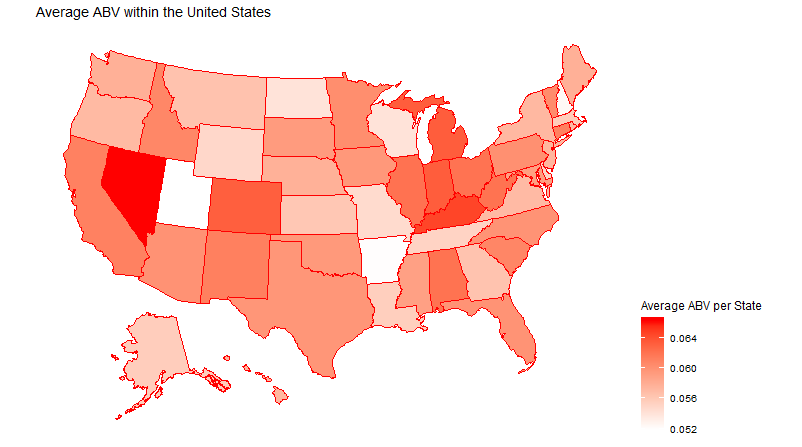 Average ABV within the United States
Average ABV per State
0.064
0.060
0.056
0.052